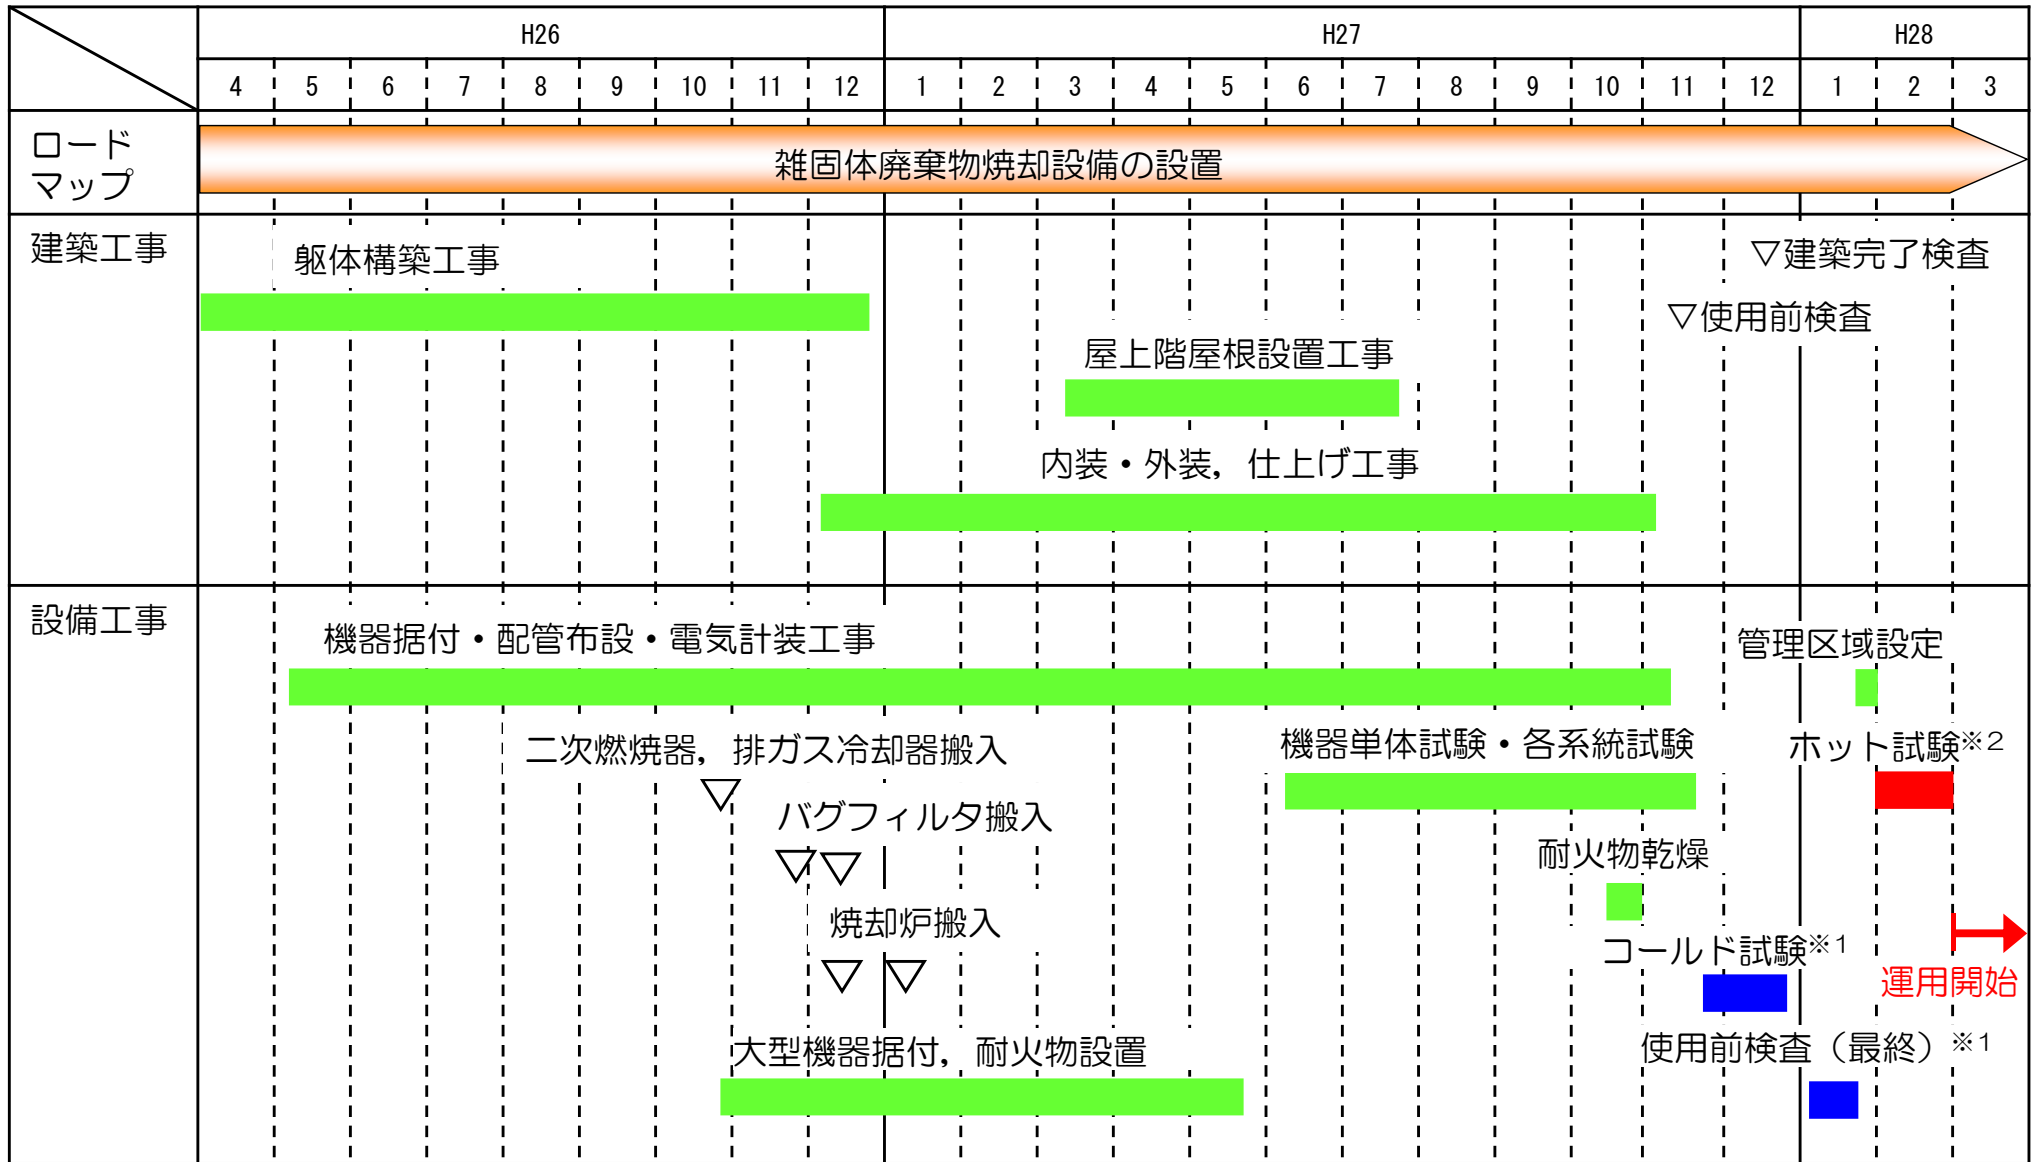 H26 H27 H28
4 5 6 7 8 9 10 11 12 1 2 3 4 5 6 7 8 9 10 11 12 1 2 3
ロード
マップ
雑固体廃棄物焼却設備の設置
建築工事
躯体構築工事
▽建築完了検査
▽使用前検査
屋上階屋根設置工事
内装・外装，仕上げ工事
設備工事
機器据付・配管布設・電気計装工事
管理区域設定
二次燃焼器，排ガス冷却器搬入
機器単体試験・各系統試験
ホット試験※2
バグフィルタ搬入
耐火物乾燥
焼却炉搬入
コールド試験※1
運用開始
大型機器据付，耐火物設置
使用前検査（最終）※1